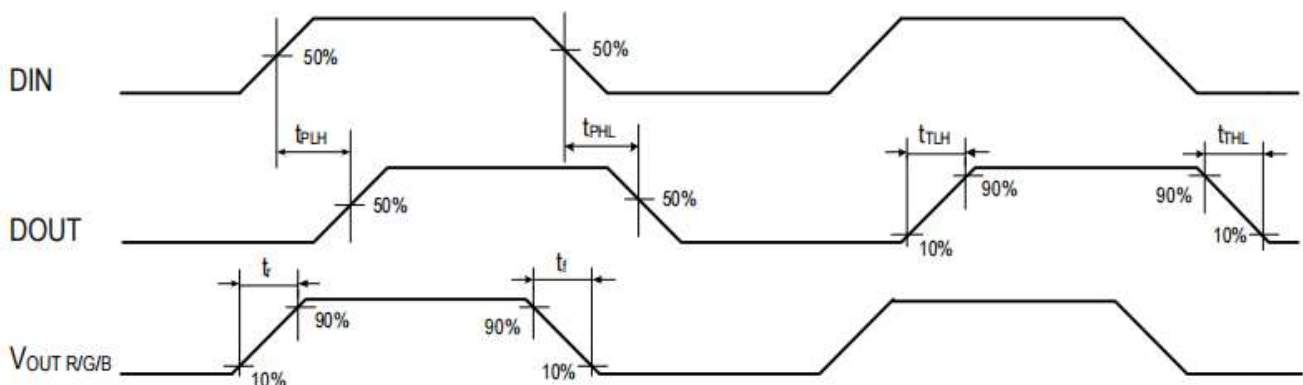 50%
50%
DIN
tPLH
tPHL
tTLH
tTHL
90%
90%
50%
50%
DOUT
10%
10%
tr
tf
90%
90%
VOUT R/G/B
10%
10%